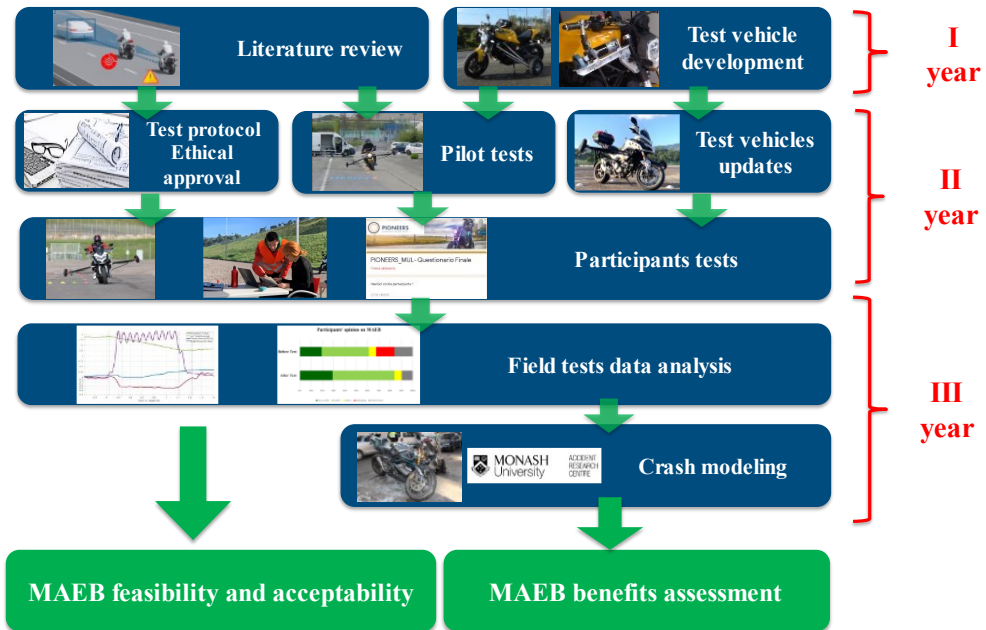 Literature review
Test vehicle
development
I
year
Test protocol
Ethical
approval
Pilot tests
Test vehicles
updates
II
year
PIONEERS
PIONEERS_MUL- Questionario Finale
Participants tests
Participants' opinion on MAEB
Before Test
After Test
Field tests data analysis
III
year
MONASH
University
ACCIDENT
RESEARCH
CENTRE
Crash modeling
MAEB feasibility and acceptability
MAEB benefits assessment